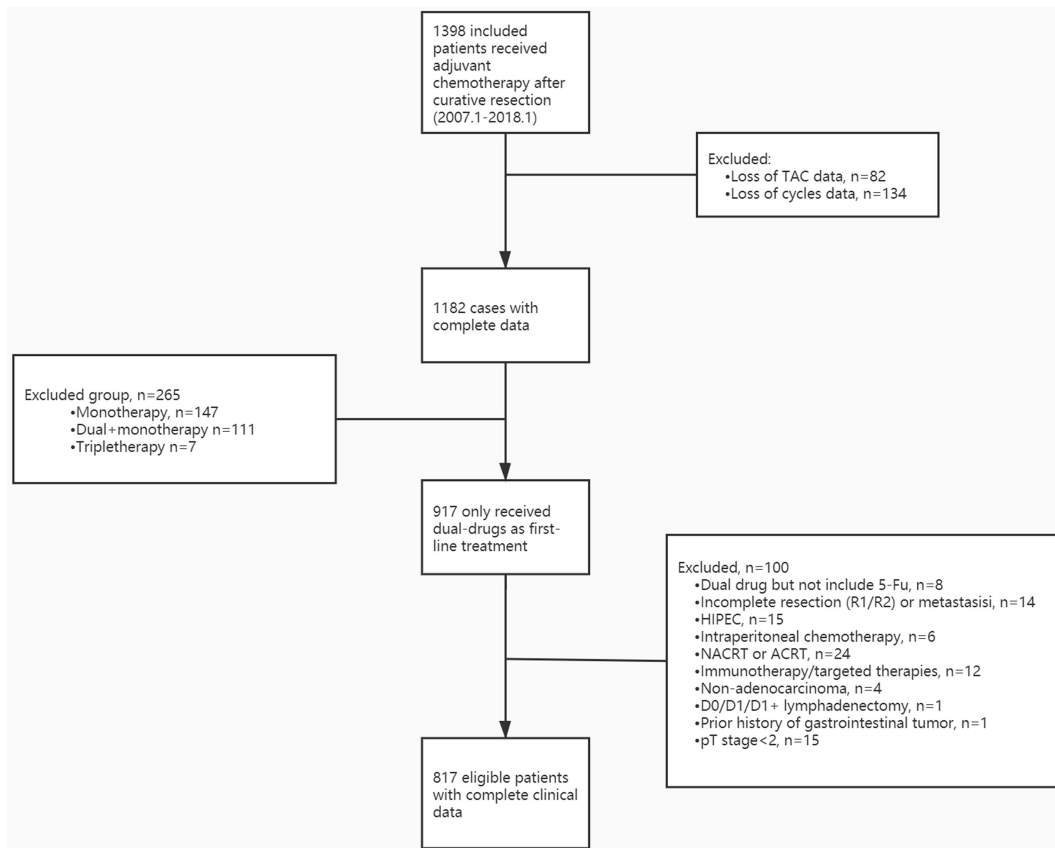 1398 included
patients received
adjuvant
chemotherapy after
curative resection
(2007.1-2018.1)
Excluded:
•Loss of TAC data, n=82
•Loss of cycles data, n=134
1182 cases with
complete data
Excluded group, n=265
•Monotherapy, n=147
•Dual+monotherapy n=111
•Tripletherapy n=7
917 only received
dual-drugs as first-
line treatment
Excluded, n=100
•Dual drug but not include 5-Fu, n=8
•Incomplete resection (R1/R2) or metastasisi, n=14
•HIPEC, n=15
•Intraperitoneal chemotherapy, n=6
•NACRT or ACRT, n=24
•Immunotherapy/targeted therapies, n=12
•Non-adenocarcinoma, n=4
•D0/D1/D1+ lymphadenectomy, n=1
•Prior history of gastrointestinal tumor, n=1
•pT stage<2, n=15
817 eligible patients
with complete clinical
data